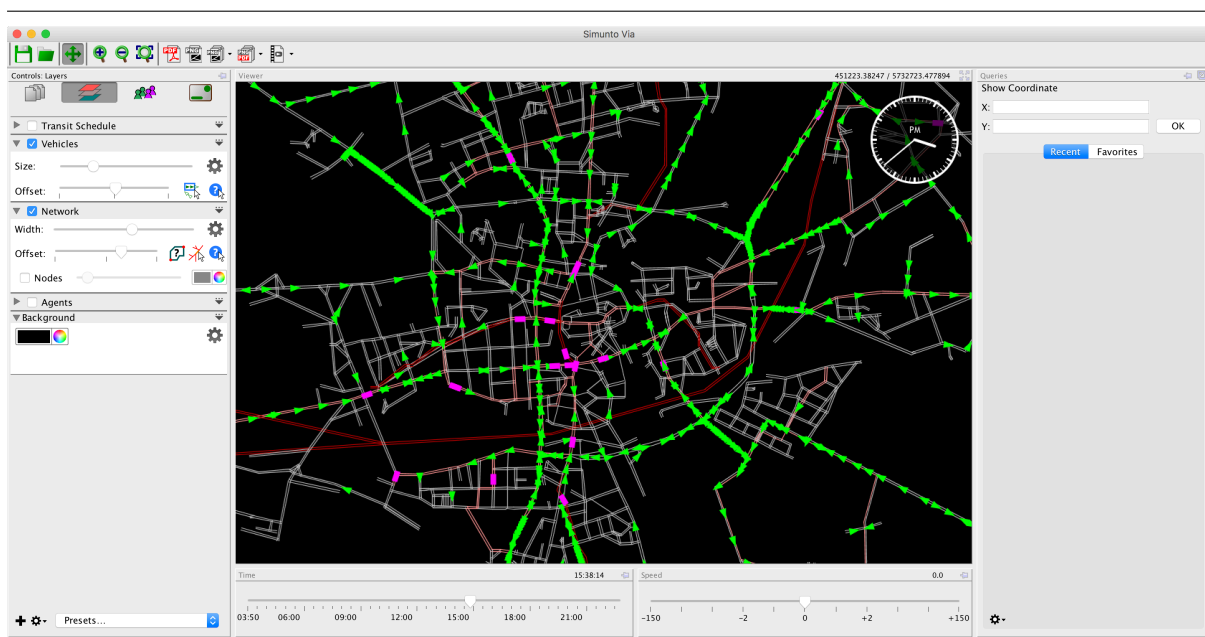 Simunto Via
Controls: Layers
Viewer
451223.38247 / 5732723.477894
Queries
Show Coordinate
X:
Y:
OK
Recent
Favorites
PM
Transit Schedule
Vehicles
Size:
Offset:
Network
Width:
Offset:
Nodes
Agents
Background
Presets...
Time
15:38:14
03:50 06:00 09:00 12:00 15:00 18:00 21:00
Speed
0.0
-150 -2 0 +2 +150